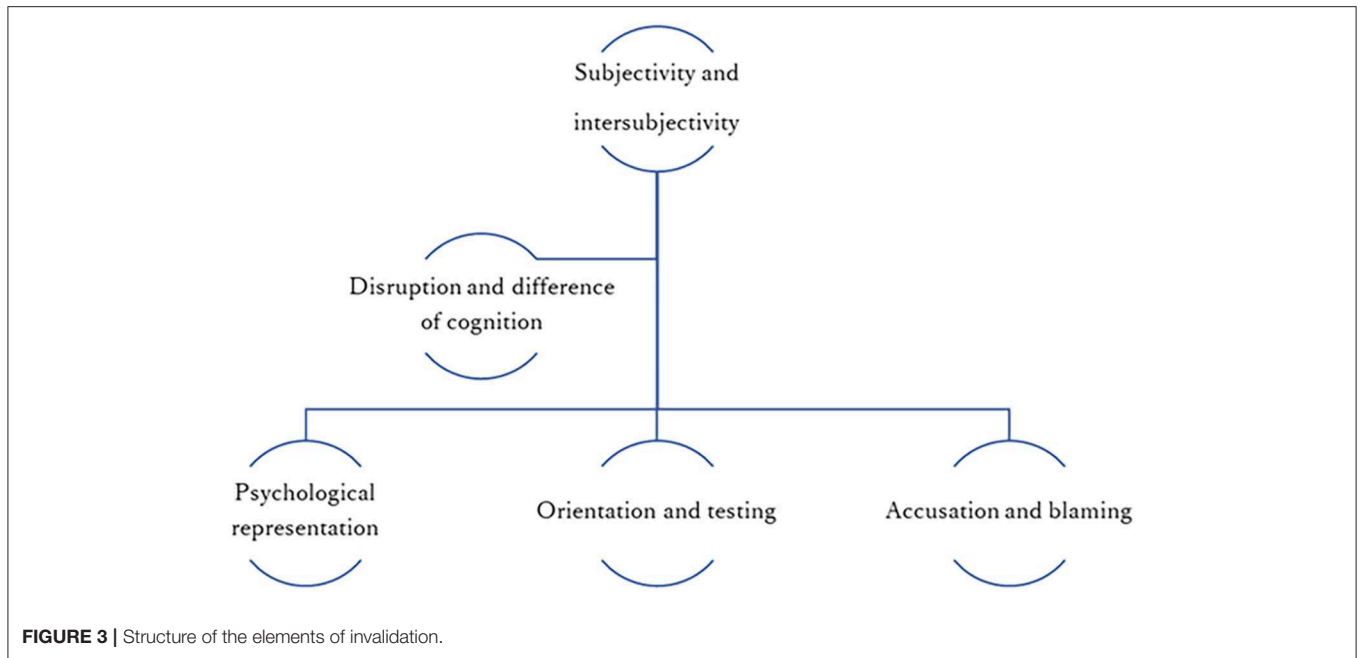 Subjectivity and
intersubjectivity
Disruption and difference
of cognition
Psychological
representation
Orientation and testing
Accusation and blaming
FIGURE 3 | Structure of the elements of invalidation.